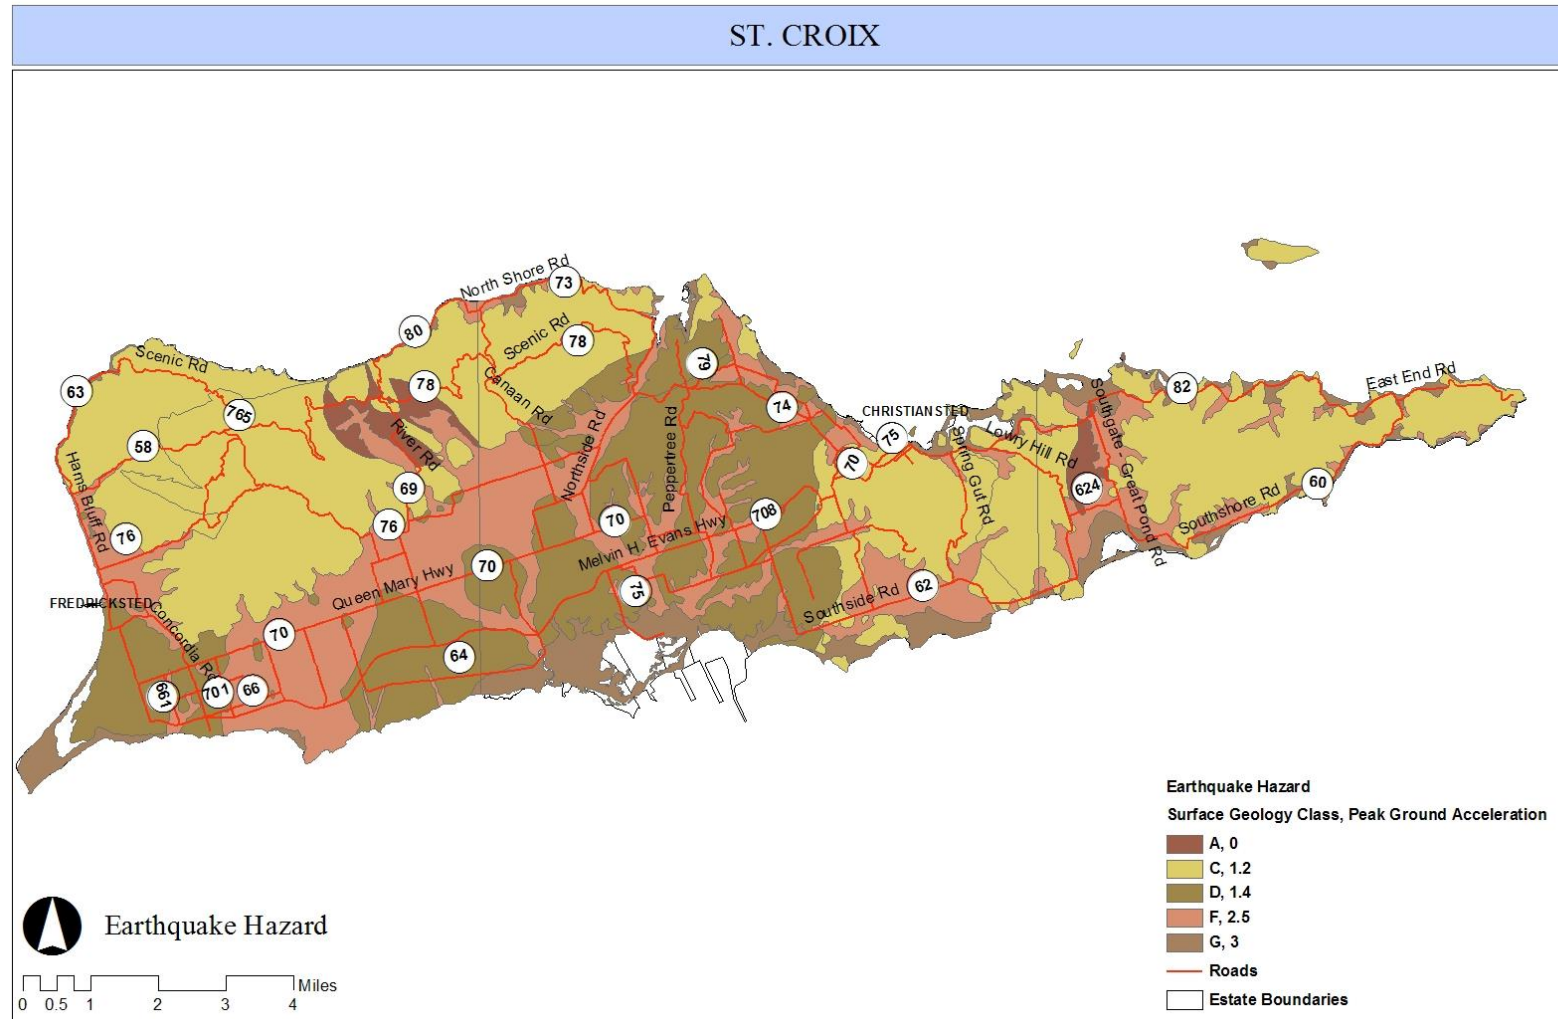 ST. CROIX
North Shore Rd
73
80
Scenic Rd
78
Scenic Rd
63
78
79
82
East End Rd
765
Canaan Rd
74
CHRISTIANSTED
Southgate - Great Pond Rd
58
River Rd
Northside Rd
Peppertree Rd
75
Spring Gut Rd
Lowry Hill Rd
70
Hams Bluff Rd
69
624
60
76
76
70
708
Southshore Rd
Melvin H. Evans Hwy
70
Queen Mary Hwy
75
62
Southside Rd
FREDRICKSTED
Concordia Rd
70
64
661
701
66
Earthquake Hazard
Surface Geology Class, Peak Ground Acceleration
A, 0
C, 1.2
D, 1.4
F, 2.5
G, 3
Roads
Estate Boundaries
Earthquake Hazard
Miles
0 0.5 1 2 3 4